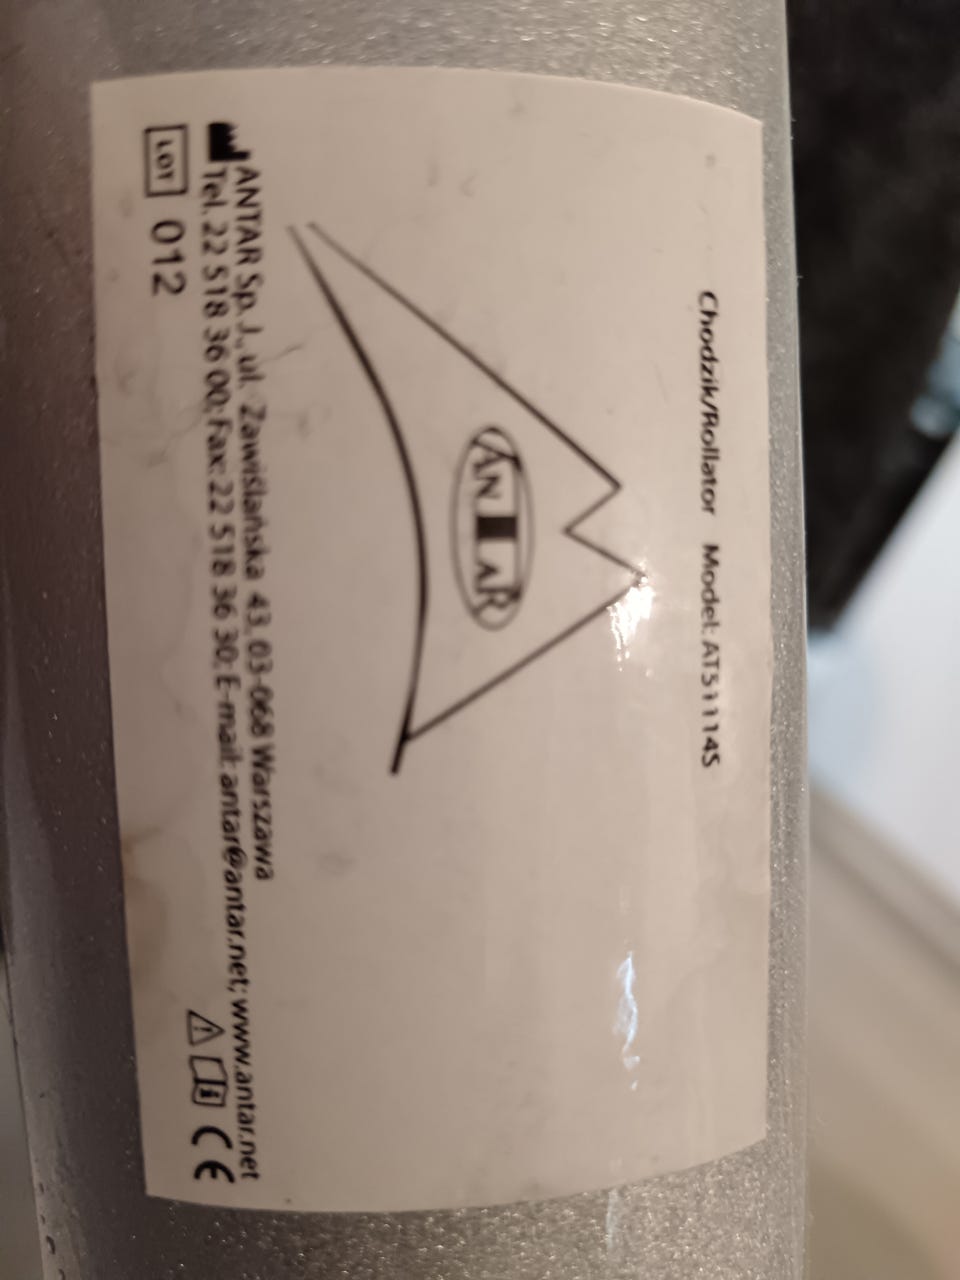 Chodzik/Rollator Model: AT51114S
ANTAR
ANTAR Sp. J., ul. Zawiślańska 43, 03-068 Warszawa
Tel. 22 518 36 00; Fax: 22 518 36 30; E-mail: antar@antar.net; www.antar.net
LOT 012 CE